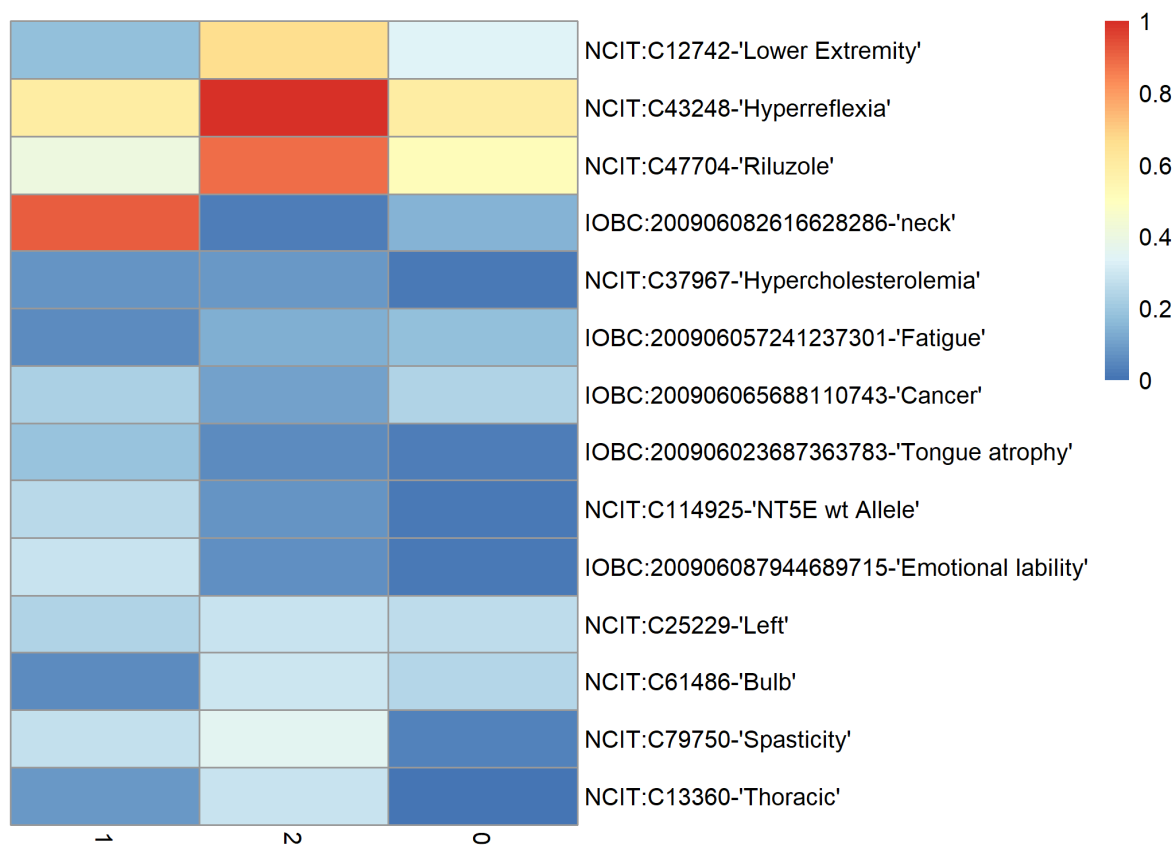 NCIT:C12742-'Lower Extremity'
NCIT:C43248-'Hyperreflexia'
NCIT:C47704-'Riluzole'
IOBC:200906082616628286-'neck'
NCIT:C37967-'Hypercholesterolemia'
IOBC:200906057241237301-'Fatigue'
IOBC:200906065688110743-'Cancer'
IOBC:200906023687363783-'Tongue atrophy'
NCIT:C114925-'NT5E wt Allele'
IOBC:200906087944689715-'Emotional lability'
NCIT:C25229-'Left'
NCIT:C61486-'Bulb'
NCIT:C79750-'Spasticity'
NCIT:C13360-'Thoracic'
1
2
0
1
0.8
0.6
0.4
0.2
0